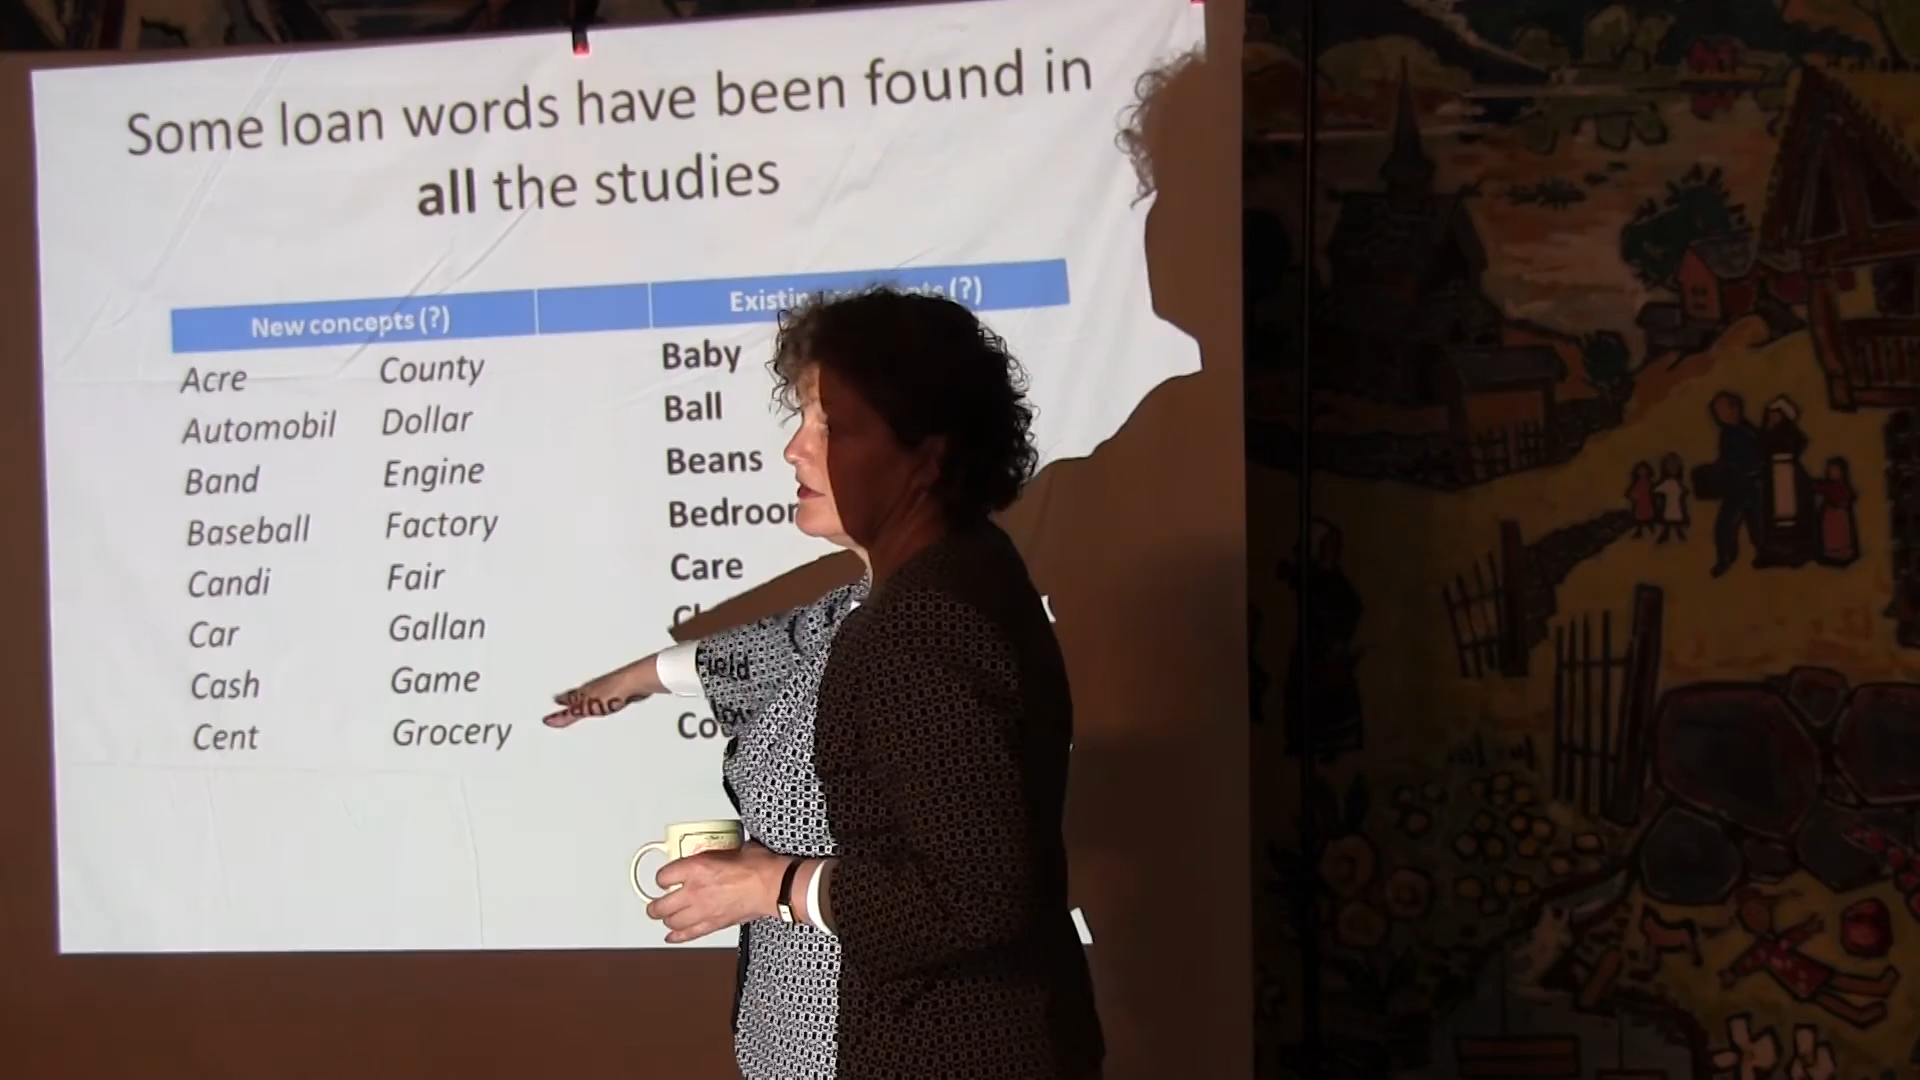 Some loan words have been found in
all the studies
New concepts (?)
(?)
Acre
Automobil
Band
Baseball
Candi
Car
Cash
Cent
County
Dollar
Engine
Factory
Fair
Gallan
Game
Grocery
Baby
Ball
Beans
Care